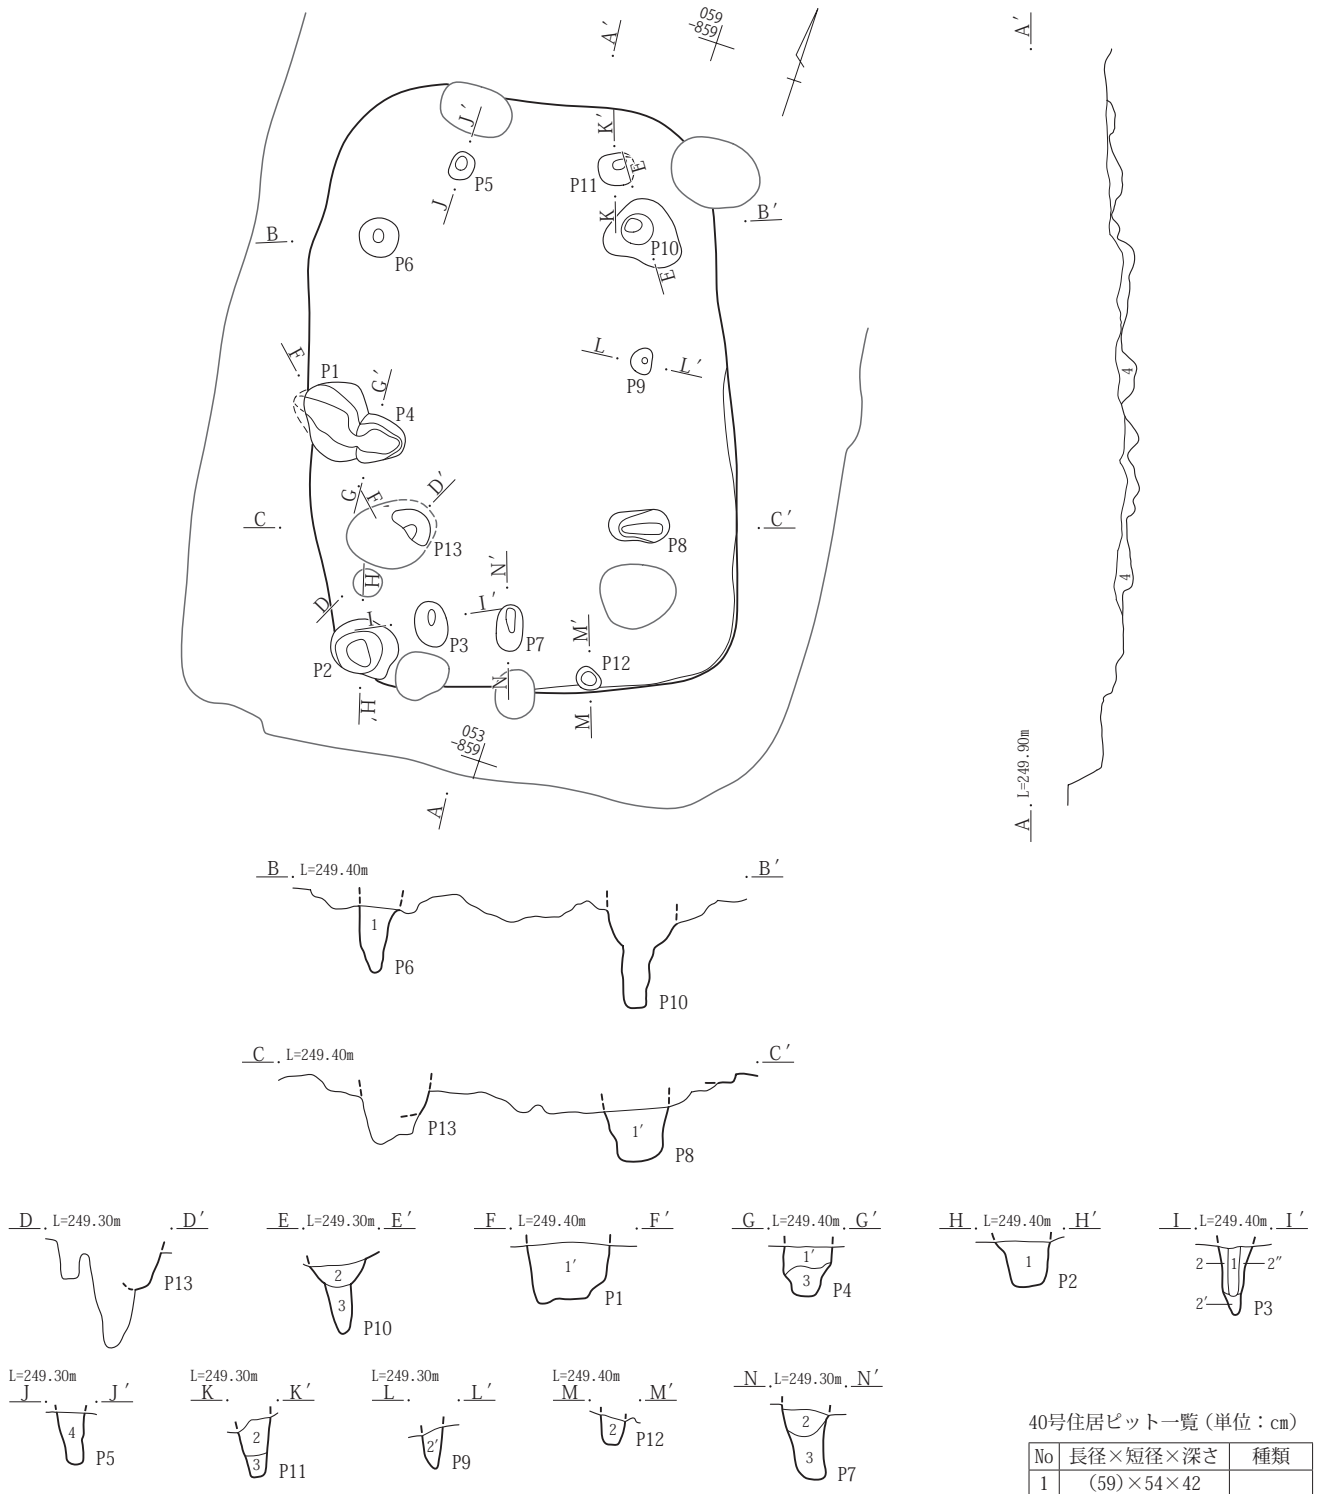 059
-859
A′
A′
J′
K′
E′
P5
P11
J
K
B
B′
P6
P10
E
L
L′
P9
F
P1
G′
P4
G
F′
D′
C
C′
P13
P8
N′
H
D
I
I′
M′
P3
P7
P2
P12
N
H′
M
053
-859
A
4
4
L=249.90m
A
B L=249.40m B′
1
P6
P10
C L=249.40m C′
P13
1′
P8
D L=249.30m D′
P13
E L=249.30m E′
2
3
P10
F L=249.40m F′
1′
P1
G L=249.40m G′
1′
3
P4
H L=249.40m H′
1
P2
I L=249.40m I′
2 1 2″
2′
P3
L=249.30m
J J′
4
P5
L=249.30m
K K′
2
3
P11
L=249.30m
L L′
2′
P9
L=249.40m
M M′
2
P12
N L=249.30m N′
2
3
P7
40号住居ピット一覧（単位：cm）
No 長径×短径×深さ 種類
1 (59)×54×42